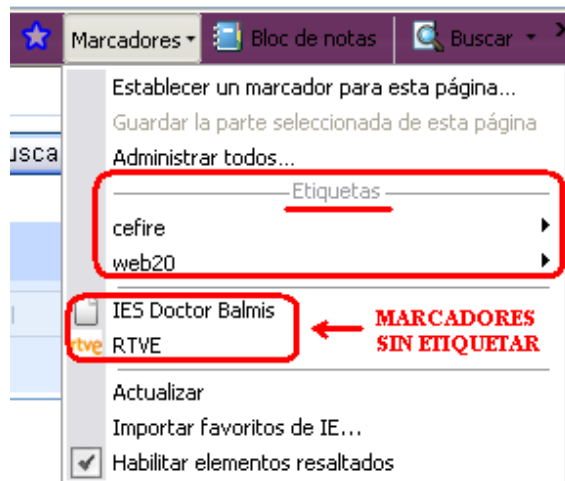 Marcadores Bloc de notas Buscar
Establecer un marcador para esta página...
Guardar la parte seleccionada de esta página
usca
Administrar todos...
Etiquetas
cefire
web20
IES Doctor Balmis
MARCADORES
rtve RTVE
SIN ETIQUETAR
Actualizar
Importar favoritos de IE...
Habilitar elementos resaltados